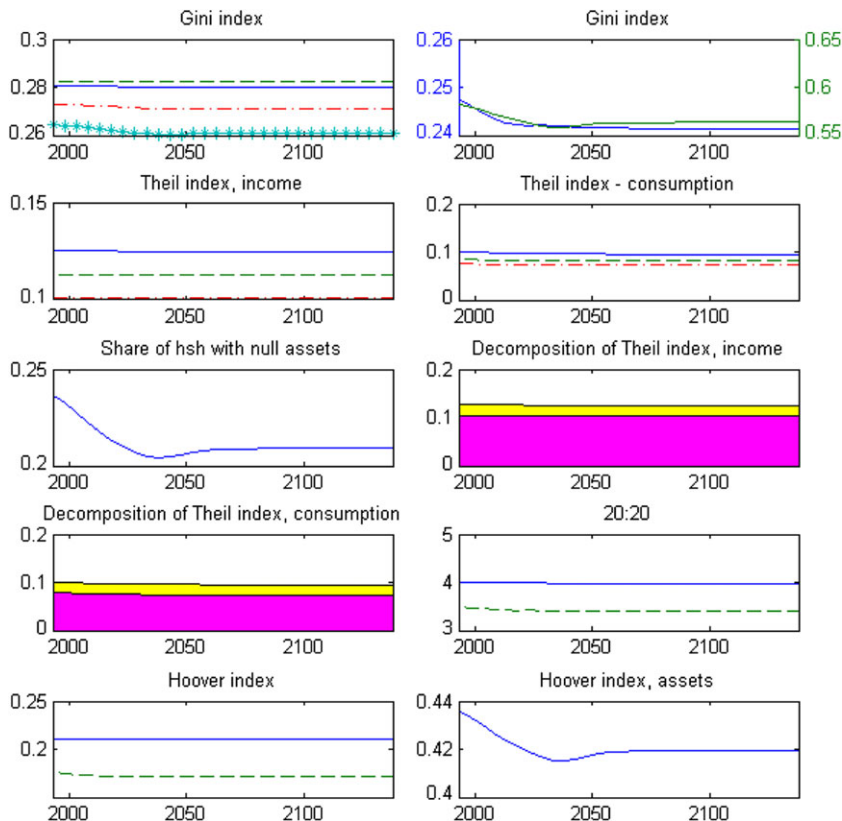 Gini index
0.3
0.28
0.26
2000 2050 2100
Gini index
0.26
0.25
0.24
0.65
0.6
0.55
2000 2050 2100
Theil index, income
0.15
0.1
2000 2050 2100
Theil index - consumption
0.2
0.1
0
2000 2050 2100
Share of hsh with null assets
0.25
0.2
2000 2050 2100
Decomposition of Theil index, income
0.2
0.1
0
2000 2050 2100
Decomposition of Theil index, consumption
0.2
0.1
0
2000 2050 2100
20:20
5
4
3
2000 2050 2100
Hoover index
0.25
0.2
2000 2050 2100
Hoover index, assets
0.44
0.42
0.4
2000 2050 2100